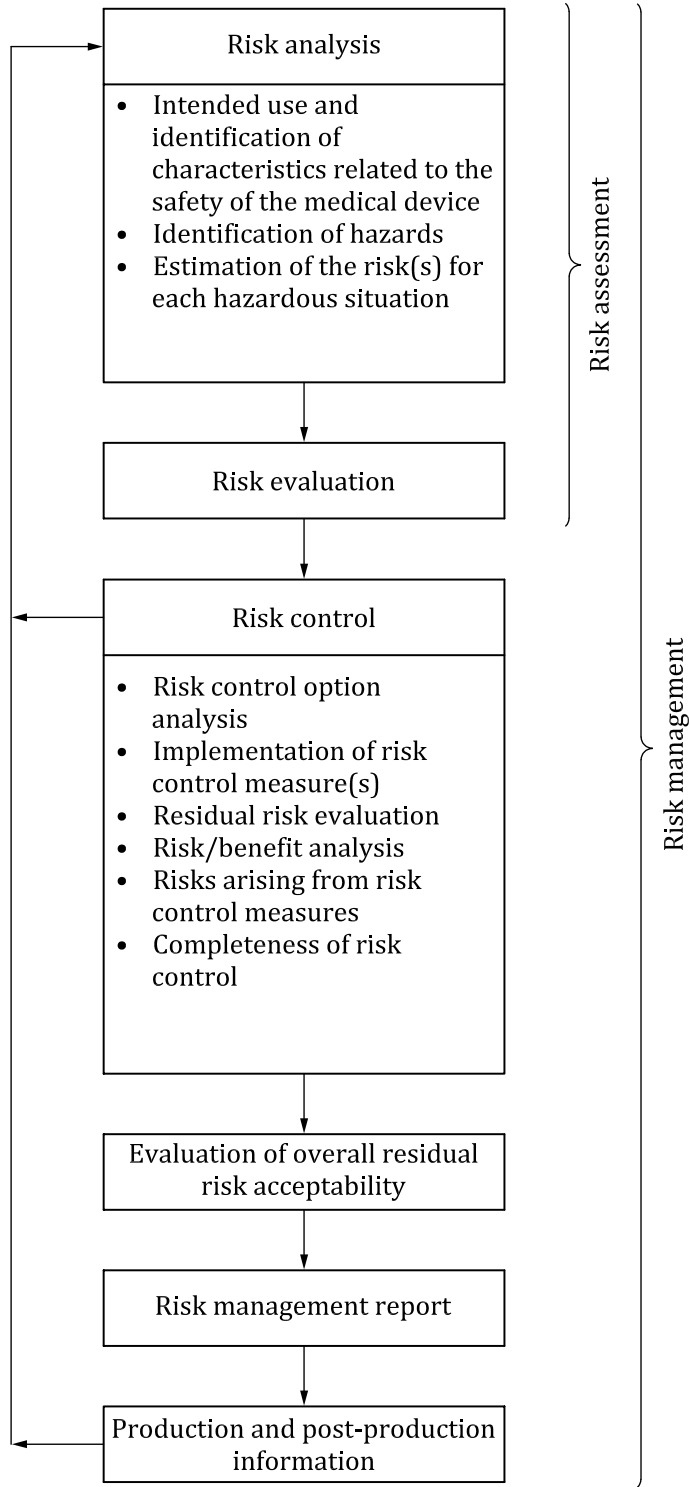 Risk analysis
• Intended use and
identification of
characteristics related to the
safety of the medical device
• Identification of hazards
• Estimation of the risk(s) for
each hazardous situation
Risk evaluation
Risk assessment
Risk control
• Risk control option
analysis
• Implementation of risk
control measure(s)
• Residual risk evaluation
• Risk/benefit analysis
• Risks arising from risk
control measures
• Completeness of risk
control
Evaluation of overall residual
risk acceptability
Risk management report
Production and post-production
information
Risk management